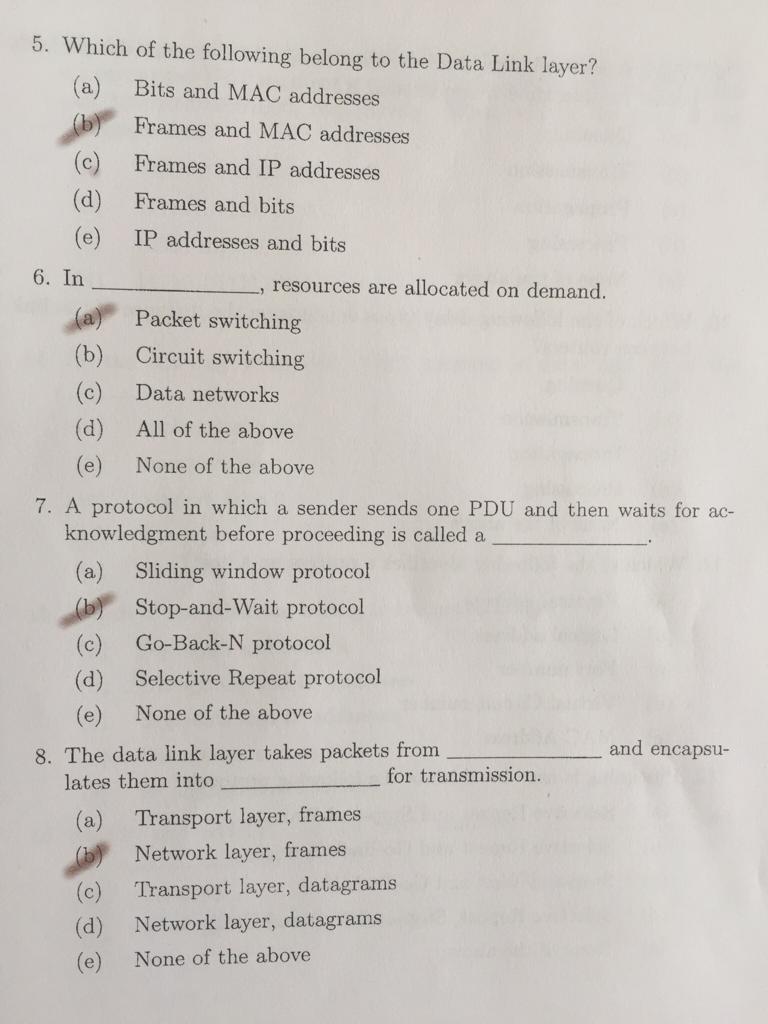 5. Which of the following belong to the Data Link layer?
(a) Bits and MAC addresses
(b) Frames and MAC addresses
(c) Frames and IP addresses
(d) Frames and bits
(e) IP addresses and bits
6. In ________________, resources are allocated on demand.
(a) Packet switching
(b) Circuit switching
(c) Data networks
(d) All of the above
(e) None of the above
7. A protocol in which a sender sends one PDU and then waits for ac-
knowledgment before proceeding is called a ________________.
(a) Sliding window protocol
(b) Stop-and-Wait protocol
(c) Go-Back-N protocol
(d) Selective Repeat protocol
(e) None of the above
8. The data link layer takes packets from ________________ and encapsu-
lates them into ________________ for transmission.
(a) Transport layer, frames
(b) Network layer, frames
(c) Transport layer, datagrams
(d) Network layer, datagrams
(e) None of the above